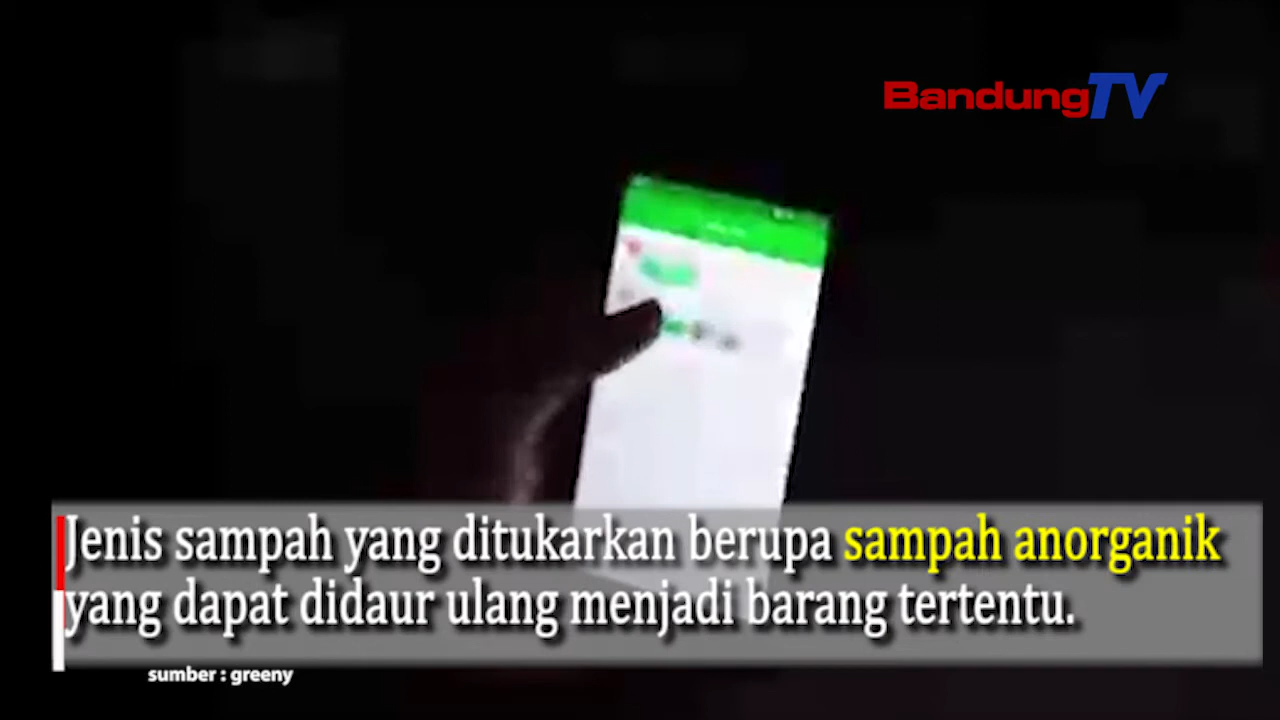 BandungTV
Jenis sampah yang ditukarkan berupa sampah anorganik
yang dapat didaur ulang menjadi barang tertentu.
sumber : greeny